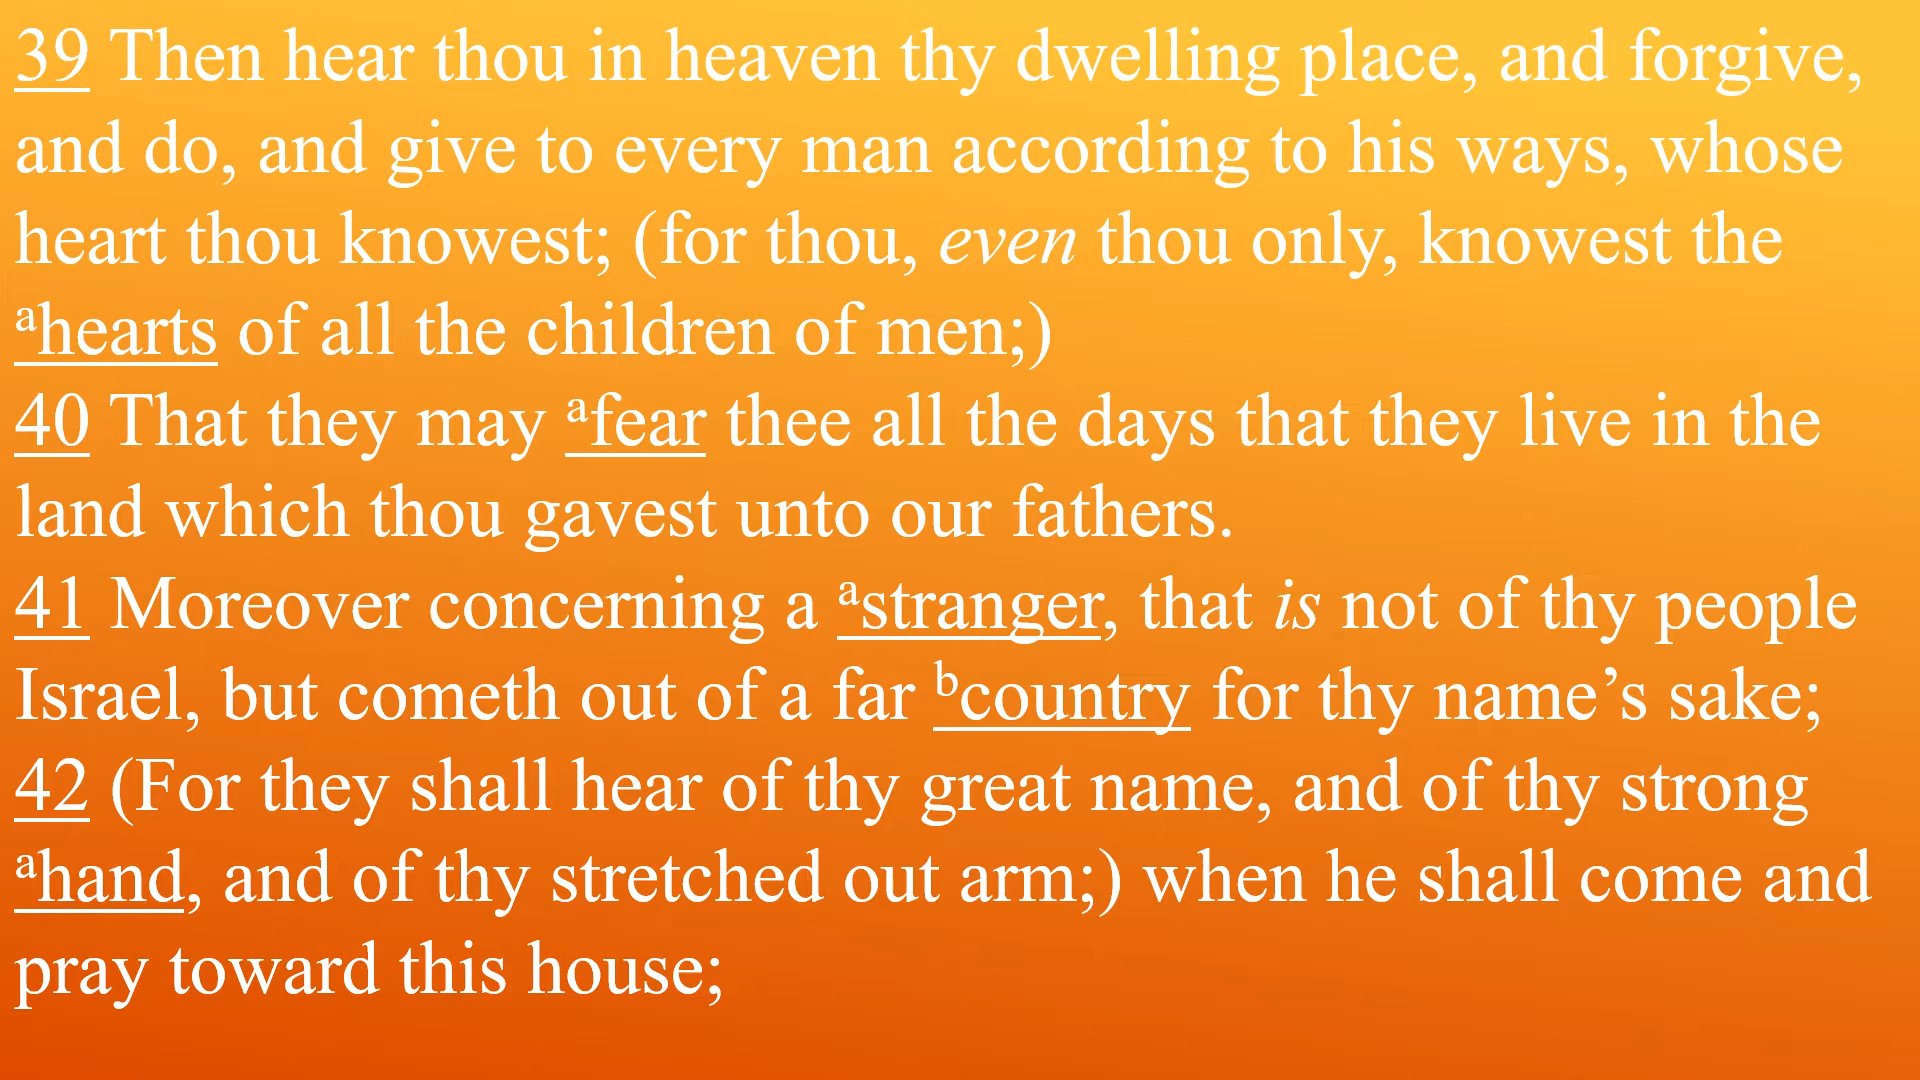 39 Then hear thou in heaven thy dwelling place, and forgive,
and do, and give to every man according to his ways, whose
heart thou knowest; (for thou, even thou only, knowest the
ahearts of all the children of men;)
40 That they may afear thee all the days that they live in the
land which thou gavest unto our fathers.
41 Moreover concerning a astranger, that is not of thy people
Israel, but cometh out of a far bcountry for thy name’s sake;
42 (For they shall hear of thy great name, and of thy strong
ahand, and of thy stretched out arm;) when he shall come and
pray toward this house;